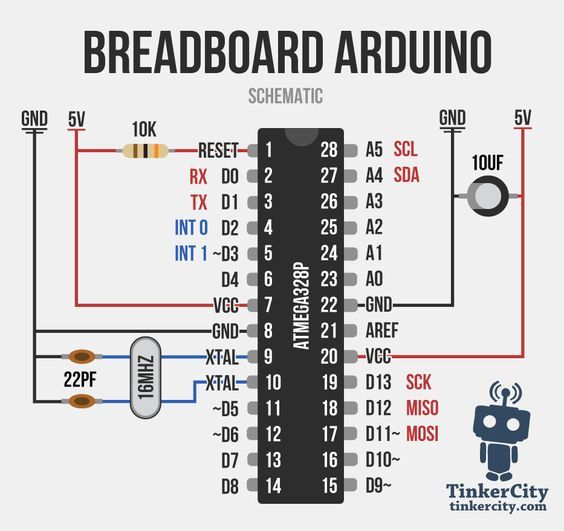 BREADBOARD ARDUINO
SCHEMATIC
GND 5V 10K GND 5V
10UF
RESET 1 28 A5 SCL
RX D0 2 27 A4 SDA
TX D1 3 26 A3
INT 0 D2 4 25 A2
INT 1 ~D3 5 24 A1
D4 6 23 A0
VCC 7 22 GND
GND 8 21 AREF
XTAL 9 20 VCC
22PF 16MHZ
XTAL 10 19 D13 SCK
~D5 11 18 D12 MISO
~D6 12 17 D11~ MOSI
D7 13 16 D10~
D8 14 15 D9~
ATMEGA328P
TinkerCity
tinkercity.com